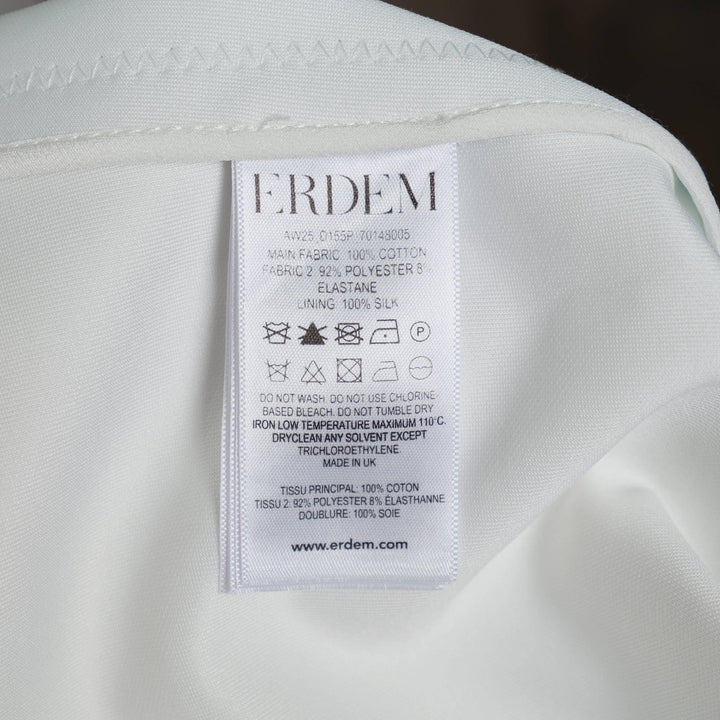 ERDEM
AW25 D155P 70148005
MAIN FABRIC: 100% COTTON
FABRIC 2: 92% POLYESTER 8%
ELASTANE
LINING: 100% SILK
P
DO NOT WASH. DO NOT USE CHLORINE-
BASED BLEACH. DO NOT TUMBLE DRY
IRON LOW TEMPERATURE MAXIMUM 110°C.
DRYCLEAN ANY SOLVENT EXCEPT
TRICHLOROETHYLENE.
MADE IN UK
TISSU PRINCIPAL: 100% COTON
TISSU 2: 92% POLYESTER 8% ÉLASTHANNE
DOUBLURE: 100% SOIE
www.erdem.com